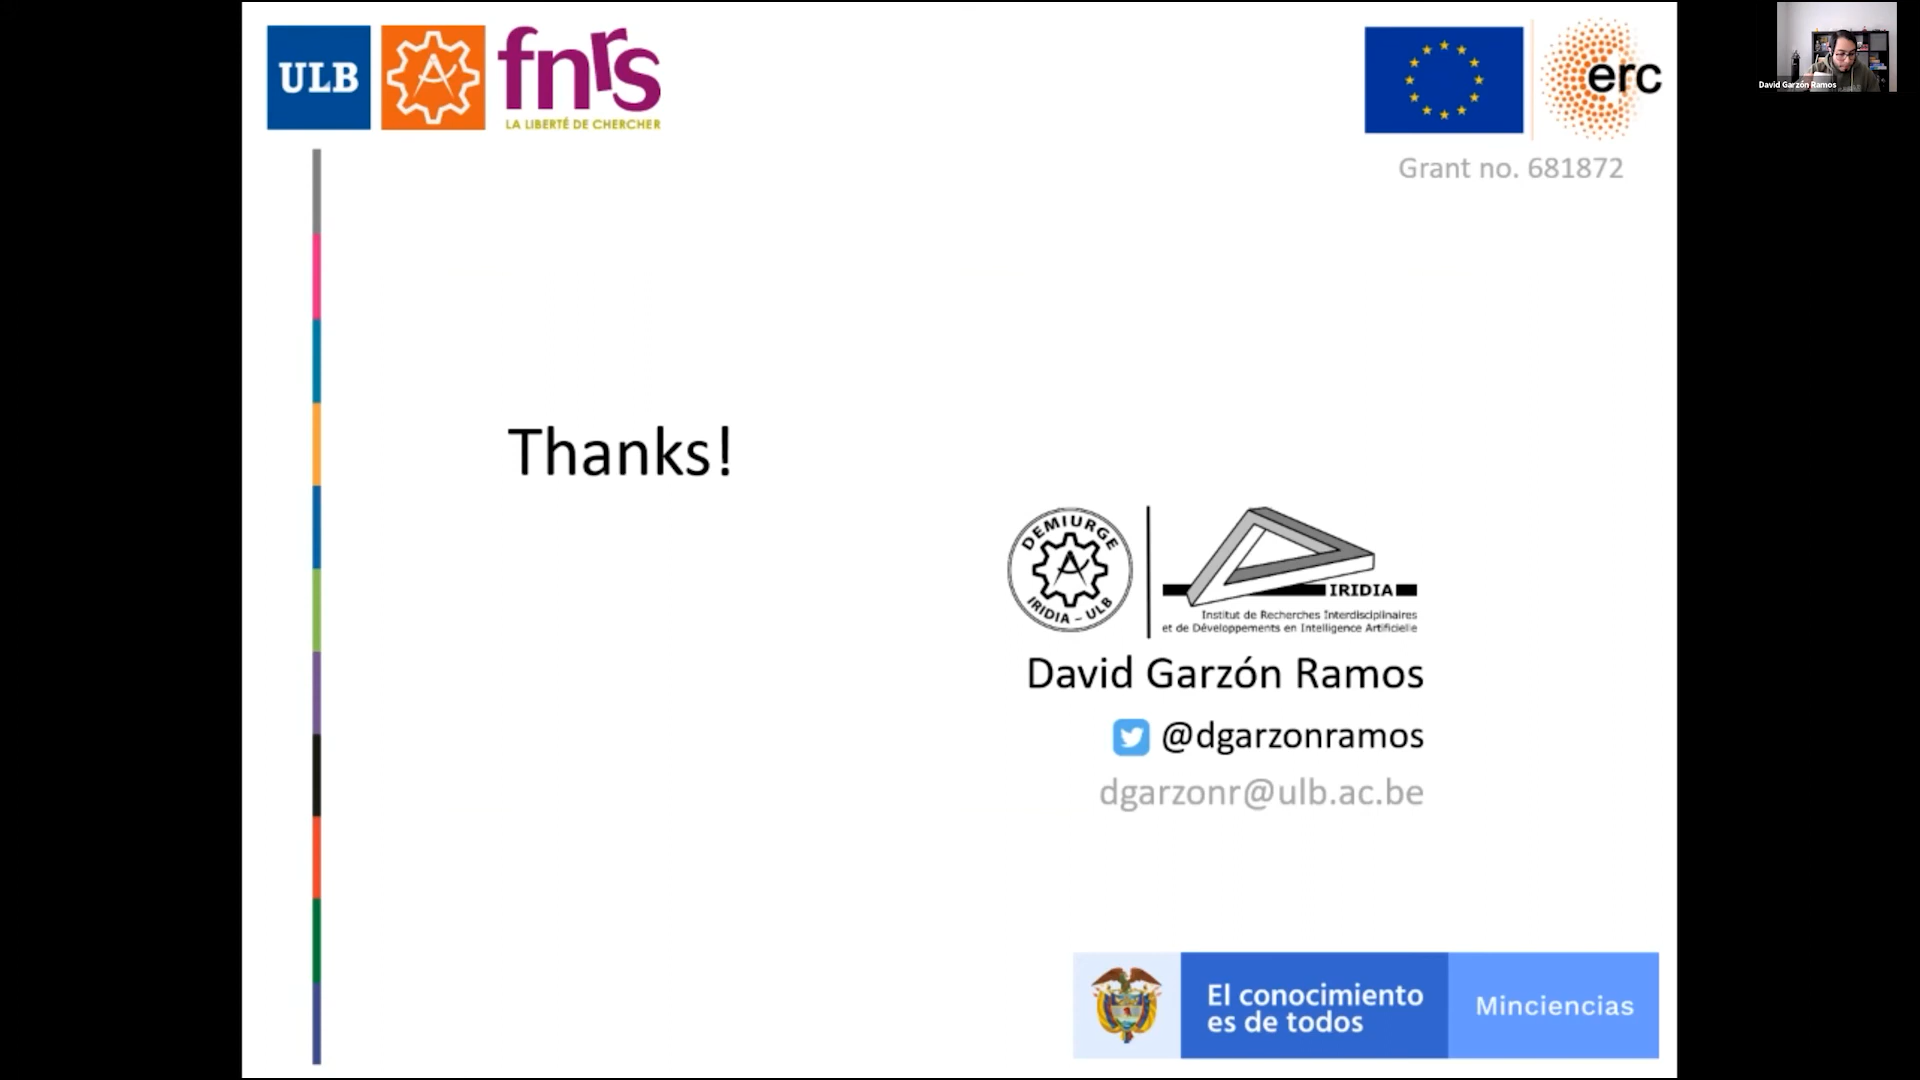 ULB
fnrs
LA LIBERTÉ DE CHERCHER
erc
David Garzón Ramos
Grant no. 681872
Thanks!
DEMIURGE
IRIDIA - ULB
IRIDIA
Institut de Recherches Interdisciplinaires
et de Développements en Intelligence Artificielle
David Garzón Ramos
@dgarzonramos
dgarzonr@ulb.ac.be
El conocimiento
es de todos
Minciencias